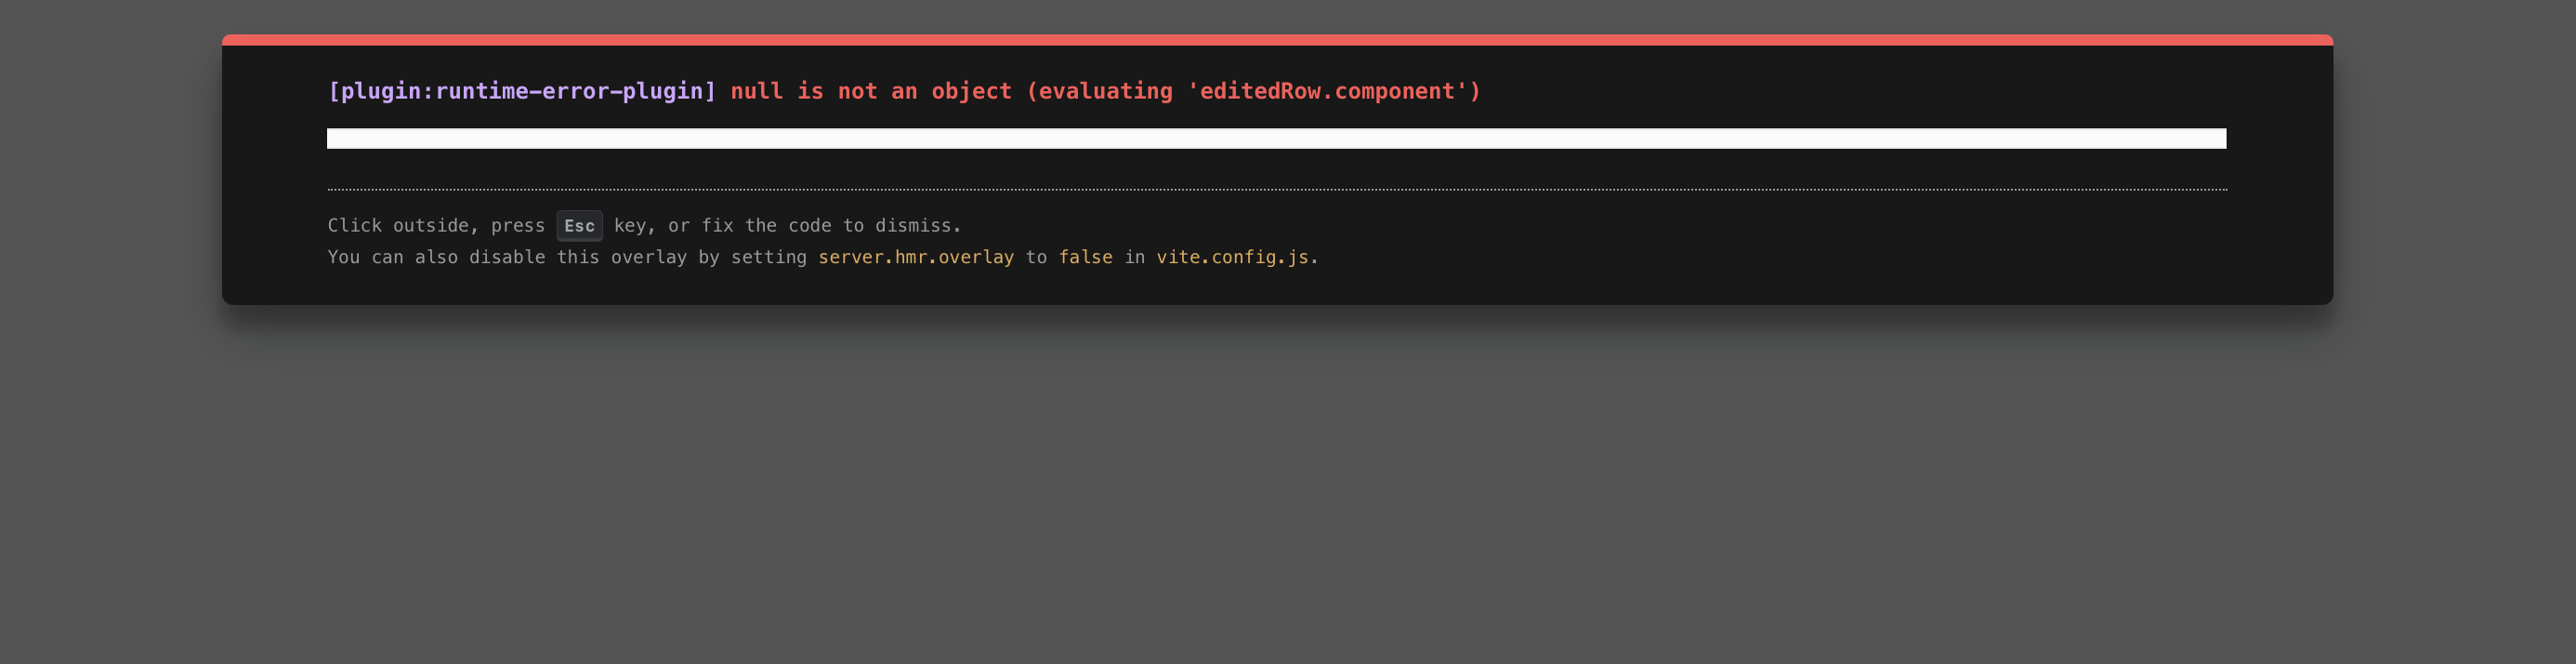 [plugin:runtime-error-plugin] null is not an object (evaluating 'editedRow.component')
Click outside, press Esc key, or fix the code to dismiss.
You can also disable this overlay by setting server.hmr.overlay to false in vite.config.js.